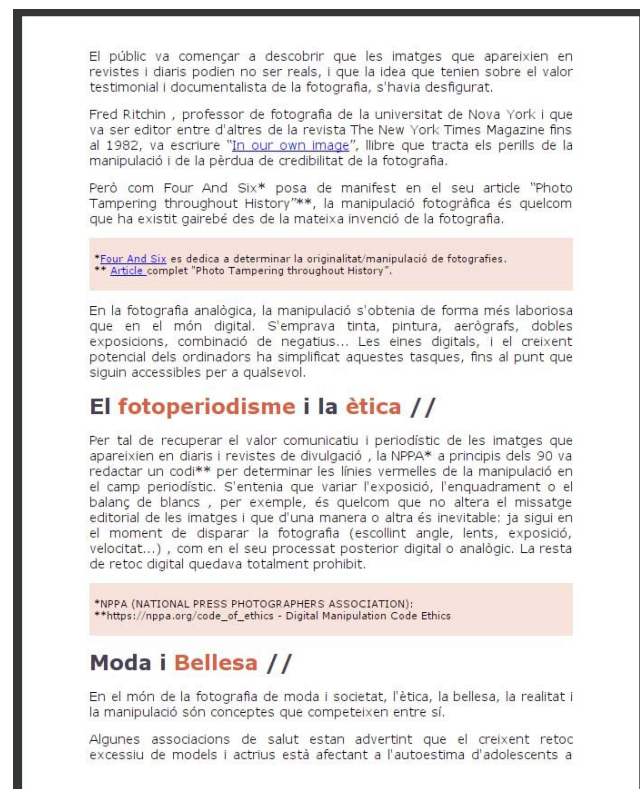 El públic va començar a descobrir que les imatges que apareixien en
revistes i diaris podien no ser reals, i que la idea que tenien sobre el valor
testimonial i documentalista de la fotografia, s'havia desfigurat.
Fred Ritchin , professor de fotografia de la universitat de Nova York i que
va ser editor entre d'altres de la revista The New York Times Magazine fins
al 1982, va escriure “In our own image”, llibre que tracta els perills de la
manipulació i de la pèrdua de credibilitat de la fotografia.
Però com Four And Six* posa de manifest en el seu article “Photo
Tampering throughout History”**, la manipulació fotogràfica és quelcom
que ha existit gairebé des de la mateixa invenció de la fotografia.
*Four And Six es dedica a determinar la originalitat/manipulació de fotografies.
** Article complet "Photo Tampering throughout History".
En la fotografia analògica, la manipulació s'obtenia de forma més laboriosa
que en el món digital. S'emprava tinta, pintura, aerògrafs, dobles
exposicions, combinació de negatius... Les eines digitals, i el creixent
potencial dels ordinadors ha simplificat aquestes tasques, fins al punt que
siguin accessibles per a qualsevol.
El fotoperiodisme i la ètica //
Per tal de recuperar el valor comunicatiu i periodístic de les imatges que
apareixien en diaris i revistes de divulgació , la NPPA* a principis dels 90 va
redactar un codi** per determinar les línies vermelles de la manipulació en
el camp periodístic. S'entenia que variar l'exposició, l'enquadrament o el
balanç de blancs , per exemple, és quelcom que no altera el missatge
editorial de les imatges i que d'una manera o altra és inevitable: ja sigui en
el moment de disparar la fotografia (escollint angle, lents, exposició,
velocitat...) , com en el seu processat posterior digital o analògic. La resta
de retoc digital quedava totalment prohibit.
*NPPA (NATIONAL PRESS PHOTOGRAPHERS ASSOCIATION):
**https://nppa.org/code_of_ethics - Digital Manipulation Code Ethics
Moda i Bellesa //
En el món de la fotografia de moda i societat, l'ètica, la bellesa, la realitat i
la manipulació són conceptes que competeixen entre sí.
Algunes associacions de salut estan advertint que el creixent retoc
excessiu de models i actrius està afectant a l'autoestima d'adolescents a